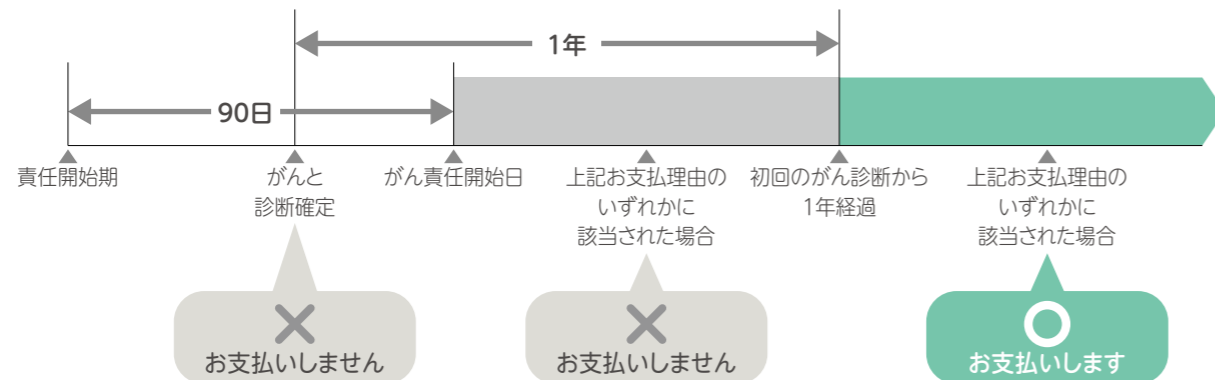 1年
90日
責任開始期
がんと
診断確定
がん責任開始日
上記お支払理由の
いずれかに
該当された場合
初回のがん診断から
1年経過
上記お支払理由の
いずれかに
該当された場合
お支払いしません
お支払いしません
お支払いします